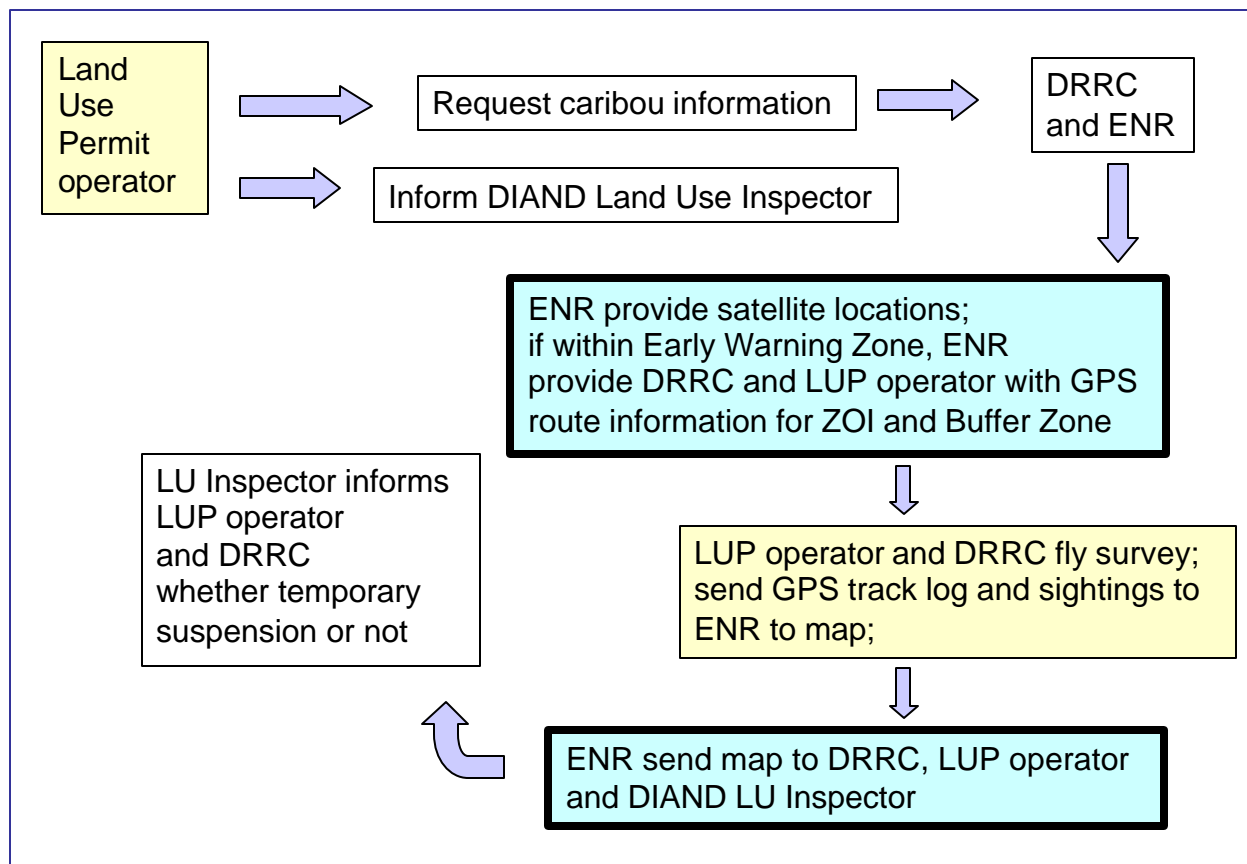 Land
Use
Permit
operator
Request caribou information
DRRC
and ENR
Inform DIAND Land Use Inspector
ENR provide satellite locations;
if within Early Warning Zone, ENR
provide DRRC and LUP operator with GPS
route information for ZOI and Buffer Zone
LUP operator and DRRC fly survey;
send GPS track log and sightings to
ENR to map;
ENR send map to DRRC, LUP operator
and DIAND LU Inspector
LU Inspector informs
LUP operator
and DRRC
whether temporary
suspension or not